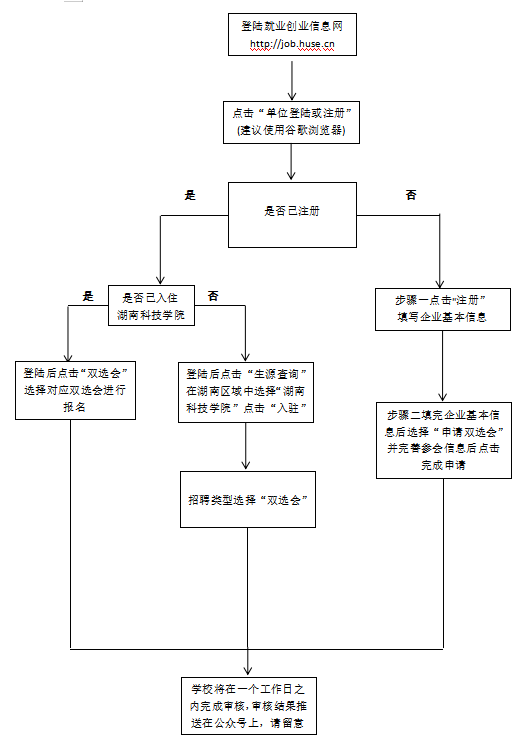 登陆就业创业信息网
http://job.huse.cn
点击“单位登陆或注册”
(建议使用谷歌浏览器)
是
否
是否已注册
是
否
是否已入住
湖南科技学院
步骤一点击“注册”
填写企业基本信息
登陆后点击“双选会”
选择对应双选会进行
报名
登陆后点击“生源查询”
在湖南区域中选择“湖南
科技学院”点击“入驻”
步骤二填完企业基本信
息后选择“申请双选会”
并完善参会信息后点击
完成申请
招聘类型选择“双选会”
学校将在一个工作日之
内完成审核,审核结果推
送在公众号上，请留意